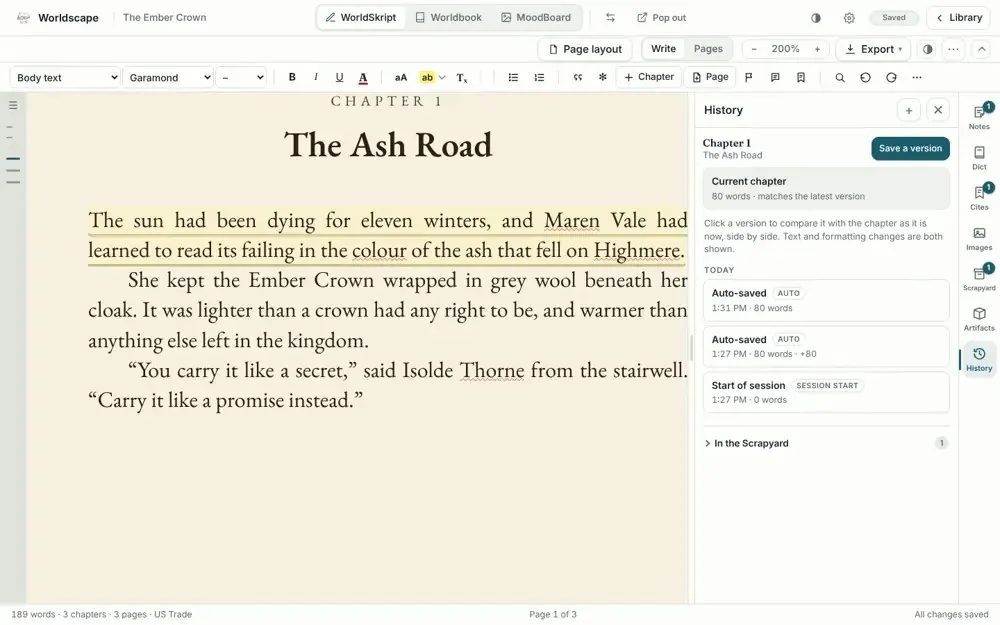 Worldscape
The Ember Crown
WorldSkript
Worldbook
MoodBoard
Pop out
Saved
Library
Page layout
Write
Pages
− 200% +
Export
Body text
Garamond
–
B I U A aA ab Tx
+ Chapter
Page
CHAPTER 1
The Ash Road
The sun had been dying for eleven winters, and Maren Vale had
learned to read its failing in the colour of the ash that fell on Highmere.
She kept the Ember Crown wrapped in grey wool beneath her
cloak. It was lighter than a crown had any right to be, and warmer than
anything else left in the kingdom.
“You carry it like a secret,” said Isolde Thorne from the stairwell.
“Carry it like a promise instead.”
History
Chapter 1
The Ash Road
Save a version
Current chapter
80 words · matches the latest version
Click a version to compare it with the chapter as it is
now, side by side. Text and formatting changes are both
shown.
TODAY
Auto-saved AUTO
1:31 PM · 80 words
Auto-saved AUTO
1:27 PM · 80 words · +80
Start of session SESSION START
1:27 PM · 0 words
In the Scrapyard 1
1
Notes
Dict
1
Cites
Images
1
Scrapyard
Artifacts
History
189 words · 3 chapters · 3 pages · US Trade
Page 1 of 3
All changes saved